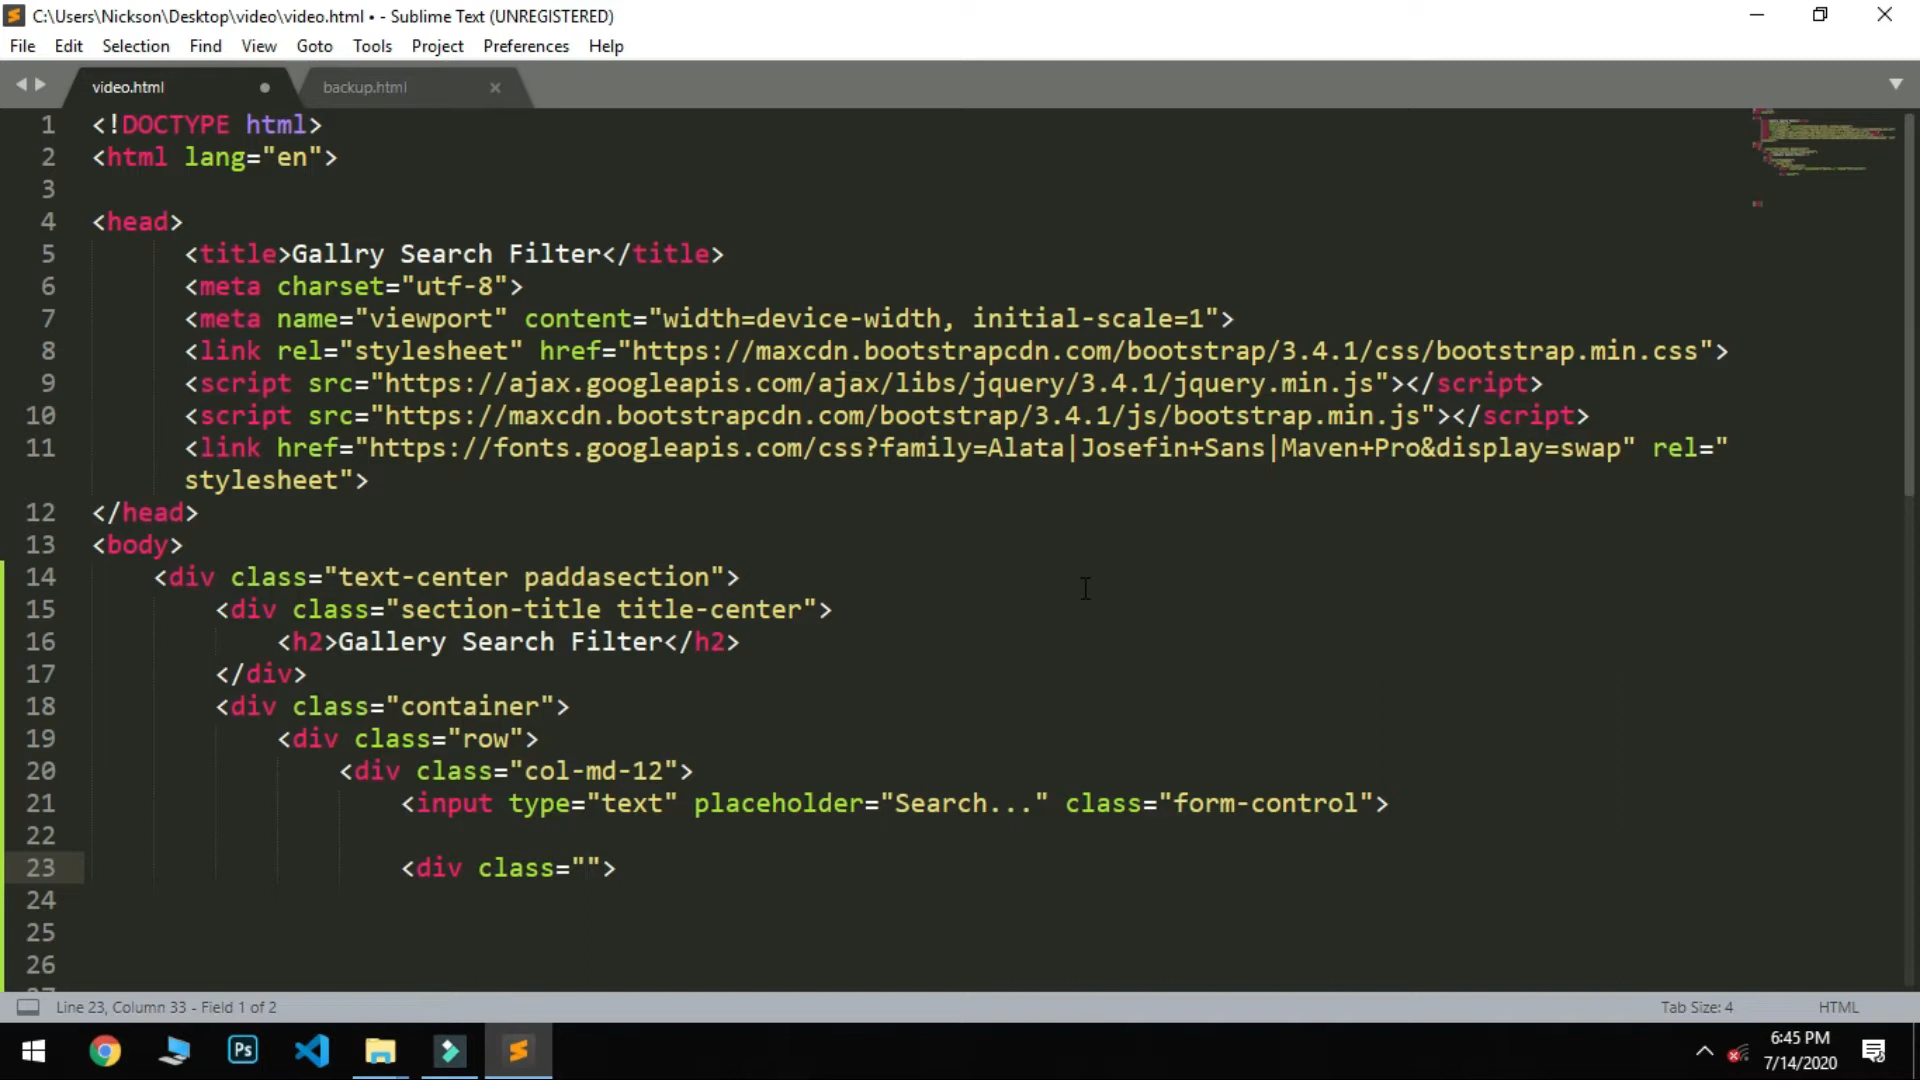 C:\Users\Nickson\Desktop\video\video.html • - Sublime Text (UNREGISTERED)
File Edit Selection Find View Goto Tools Project Preferences Help
video.html backup.html
1 <!DOCTYPE html>
2 <html lang="en">
3
4 <head>
5 <title>Gallry Search Filter</title>
6 <meta charset="utf-8">
7 <meta name="viewport" content="width=device-width, initial-scale=1">
8 <link rel="stylesheet" href="https://maxcdn.bootstrapcdn.com/bootstrap/3.4.1/css/bootstrap.min.css">
9 <script src="https://ajax.googleapis.com/ajax/libs/jquery/3.4.1/jquery.min.js"></script>
10 <script src="https://maxcdn.bootstrapcdn.com/bootstrap/3.4.1/js/bootstrap.min.js"></script>
11 <link href="https://fonts.googleapis.com/css?family=Alata|Josefin+Sans|Maven+Pro&display=swap" rel="
stylesheet">
12 </head>
13 <body>
14 <div class="text-center paddasection">
15 <div class="section-title title-center">
16 <h2>Gallery Search Filter</h2>
17 </div>
18 <div class="container">
19 <div class="row">
20 <div class="col-md-12">
21 <input type="text" placeholder="Search..." class="form-control">
22
23 <div class="">
24
25
26
Line 23, Column 33 - Field 1 of 2 Tab Size: 4 HTML
Ps 6:45 PM
7/14/2020